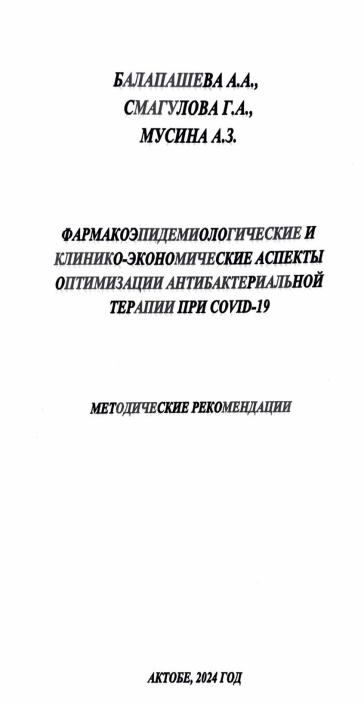 БАЛАПАШЕВА А.А.,
СМАГУЛОВА Г.А.,
МУСИНА А.З.
ФАРМАКОЭПИДЕМИОЛОГИЧЕСКИЕ И
КЛИНИКО-ЭКОНОМИЧЕСКИЕ АСПЕКТЫ
ОПТИМИЗАЦИИ АНТИБАКТЕРИАЛЬНОЙ
ТЕРАПИИ ПРИ COVID-19
МЕТОДИЧЕСКИЕ РЕКОМЕНДАЦИИ
АКТОБЕ, 2024 ГОД